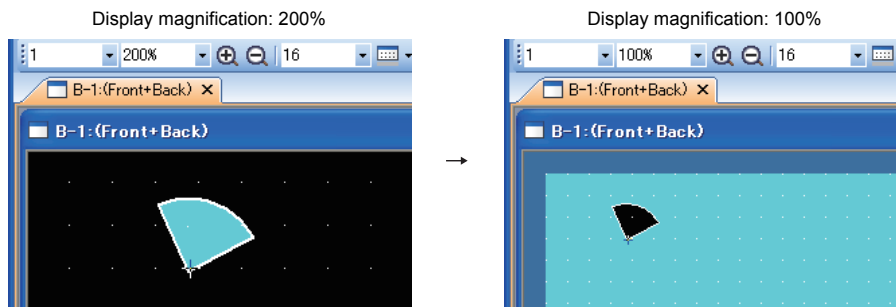 Display magnification: 200%
Display magnification: 100%
1 200% 16
1 100% 16
B-1:(Front+Back)
B-1:(Front+Back)
B-1:(Front+Back)
B-1:(Front+Back)